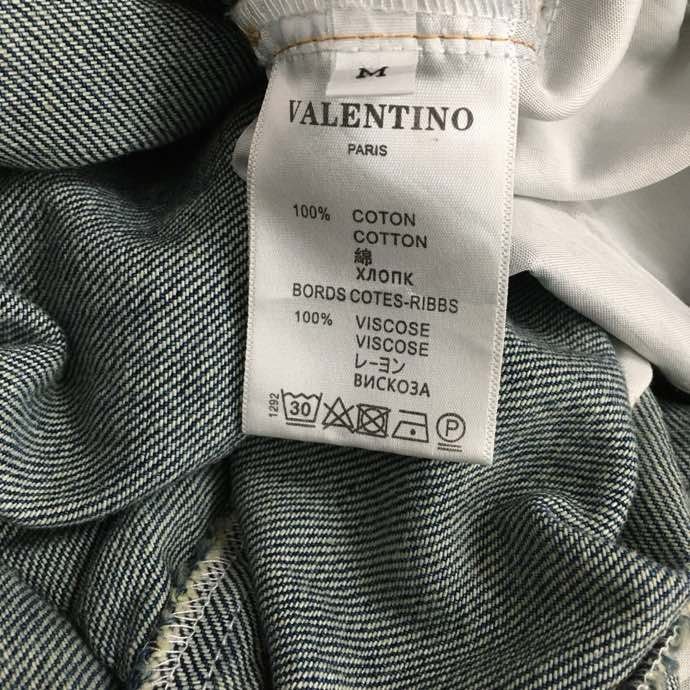 M
VALENTINO
PARIS
100% COTON
COTTON
綿
ХЛОПК
BORDS COTES-RIBBS
100% VISCOSE
VISCOSE
レーヨン
ВИСКОЗА
1292
30
P